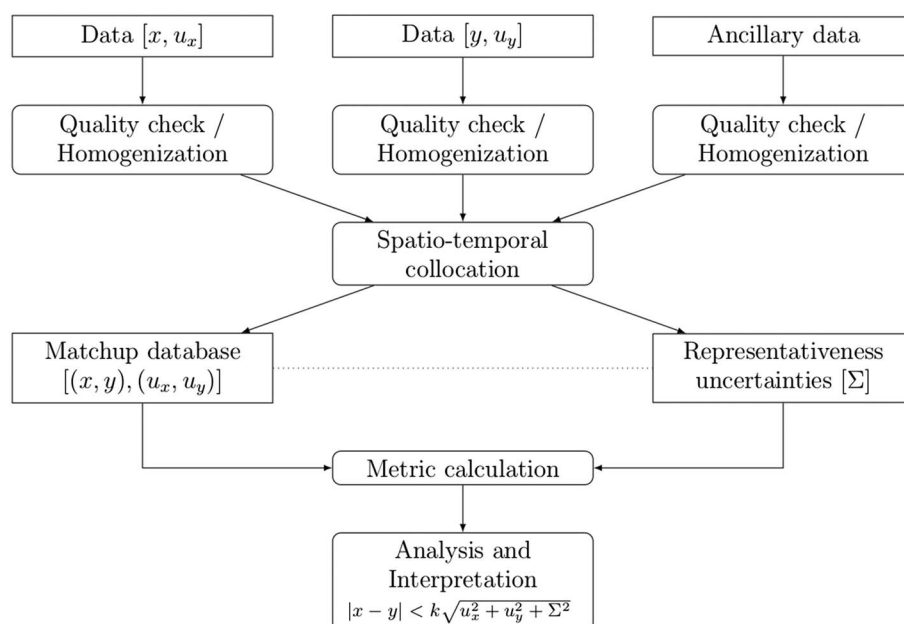 Data [x, u_x]
Data [y, u_y]
Ancillary data
Quality check /
Homogenization
Quality check /
Homogenization
Quality check /
Homogenization
Spatio-temporal
collocation
Matchup database
[(x, y), (u_x, u_y)]
Representativeness
uncertainties [Σ]
Metric calculation
Analysis and
Interpretation
|x − y| < k√(u_x² + u_y² + Σ²)